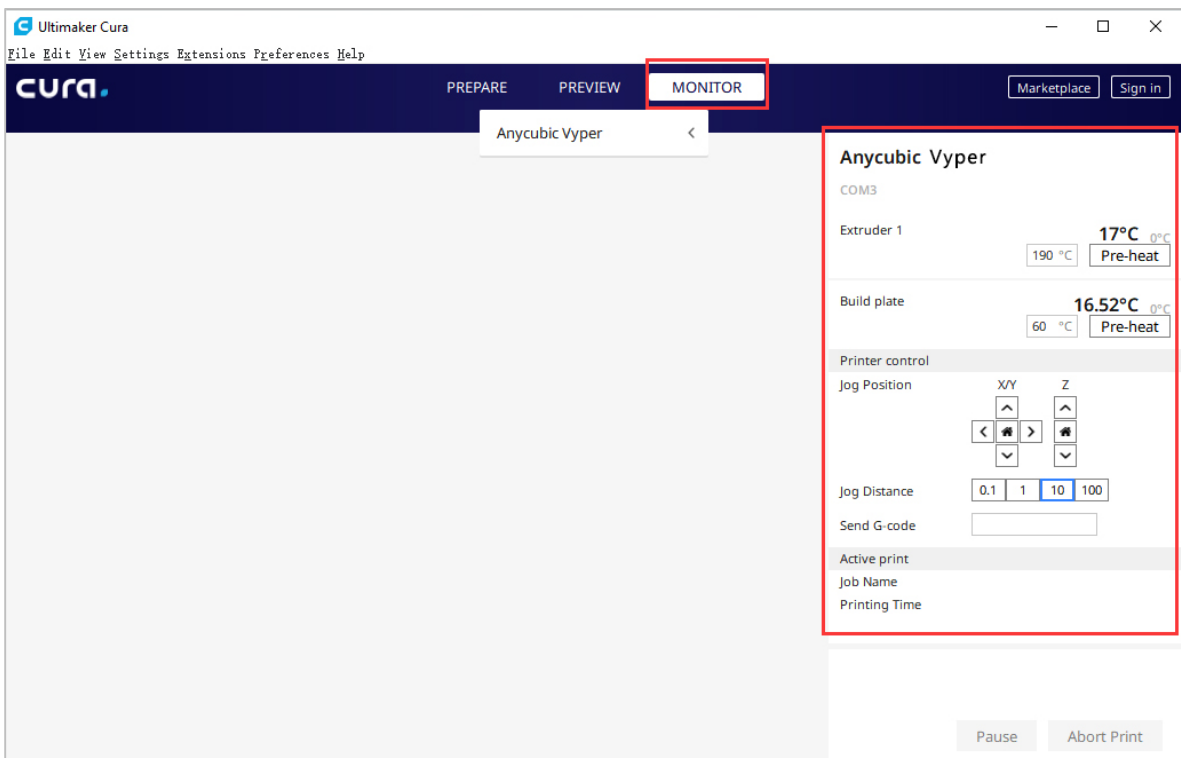 Ultimaker Cura
File Edit View Settings Extensions Preferences Help
cura.
PREPARE PREVIEW MONITOR
Marketplace Sign in
Anycubic Vyper
Anycubic Vyper
COM3
Extruder 1
17°C 0°C
190 °C Pre-heat
Build plate
16.52°C 0°C
60 °C Pre-heat
Printer control
Jog Position X/Y Z
Jog Distance 0.1 1 10 100
Send G-code
Active print
Job Name
Printing Time
Pause Abort Print